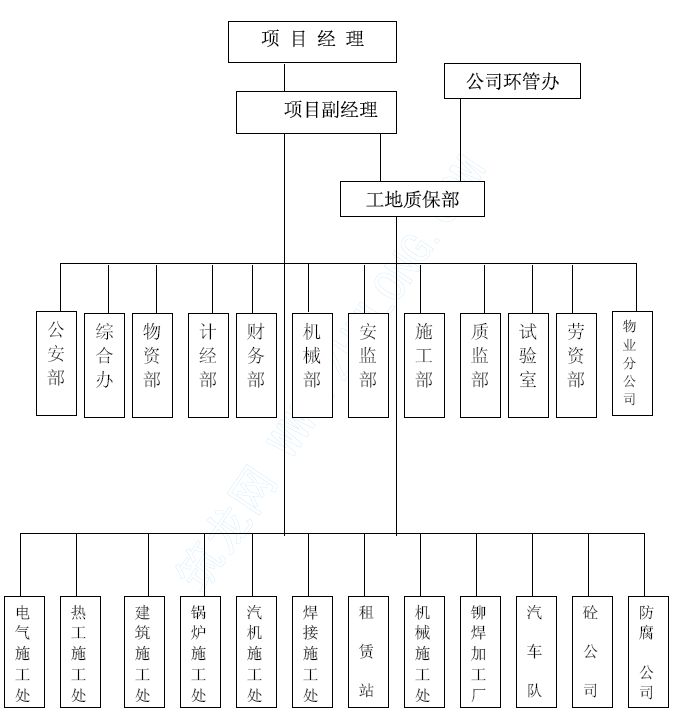 项 目 经 理
公司环管办
项目副经理
工地质保部
公安部
综合办
物资部
计经部
财务部
机械部
安监部
施工部
质监部
试验室
劳资部
物业分公司
电气施工处
热工施工处
建筑施工处
锅炉施工处
汽机施工处
焊接施工处
租赁站
机械施工处
铆焊加工厂
汽车队
砼公司
防腐公司